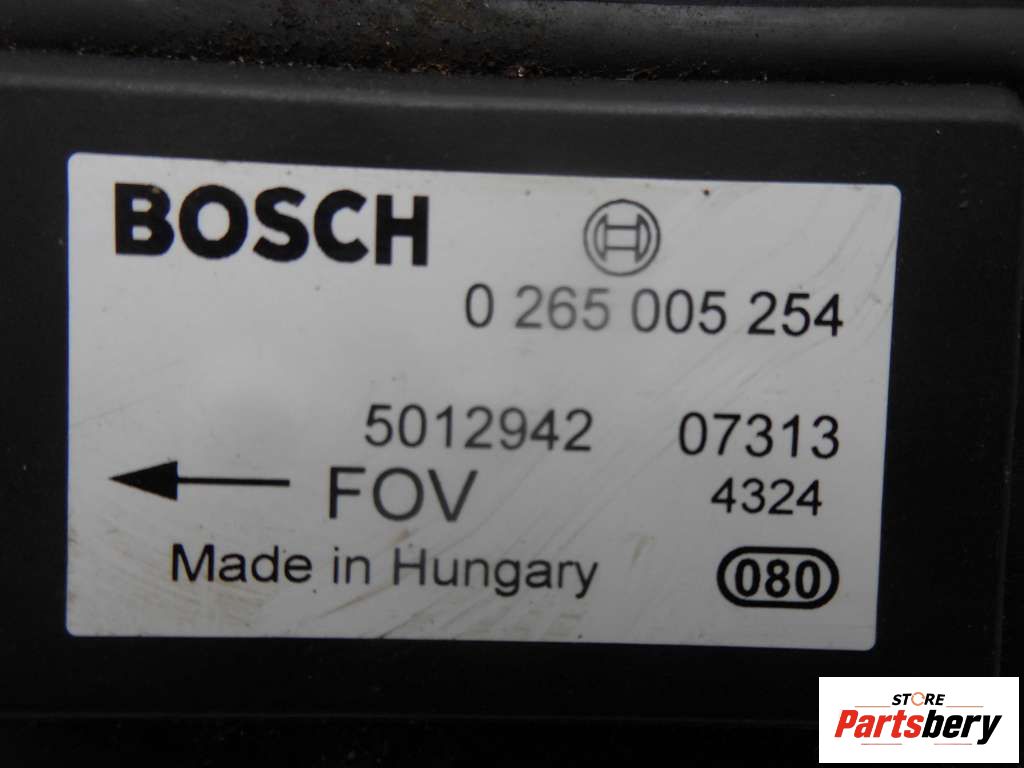 BOSCH
0 265 005 254
5012942 07313
FOV 4324
Made in Hungary 080
STORE
Partsbery